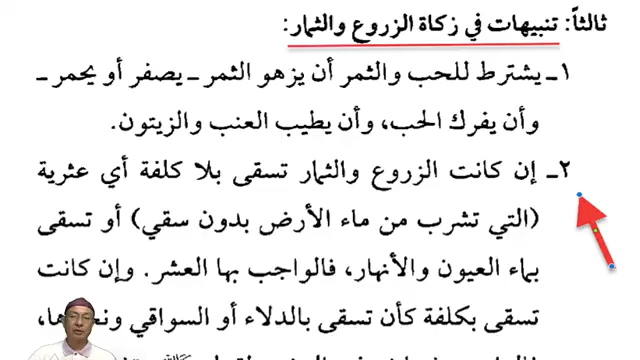 ثالثاً: تنبيهات في زكاة الزروع والثمار:
١ـ يشترط للحب والثمر أن يزهو الثمر ـ يصفر أو يحمر ـ
وأن يفرك الحب، وأن يطيب العنب والزيتون.
٢ـ إن كانت الزروع والثمار تسقى بلا كلفة أي عثرية
(التي تشرب من ماء الأرض بدون سقي) أو تسقى
بماء العيون والأنهار، فالواجب بها العشر. وإن كانت
تسقى بكلفة كأن تسقى بالدلاء أو السواقي